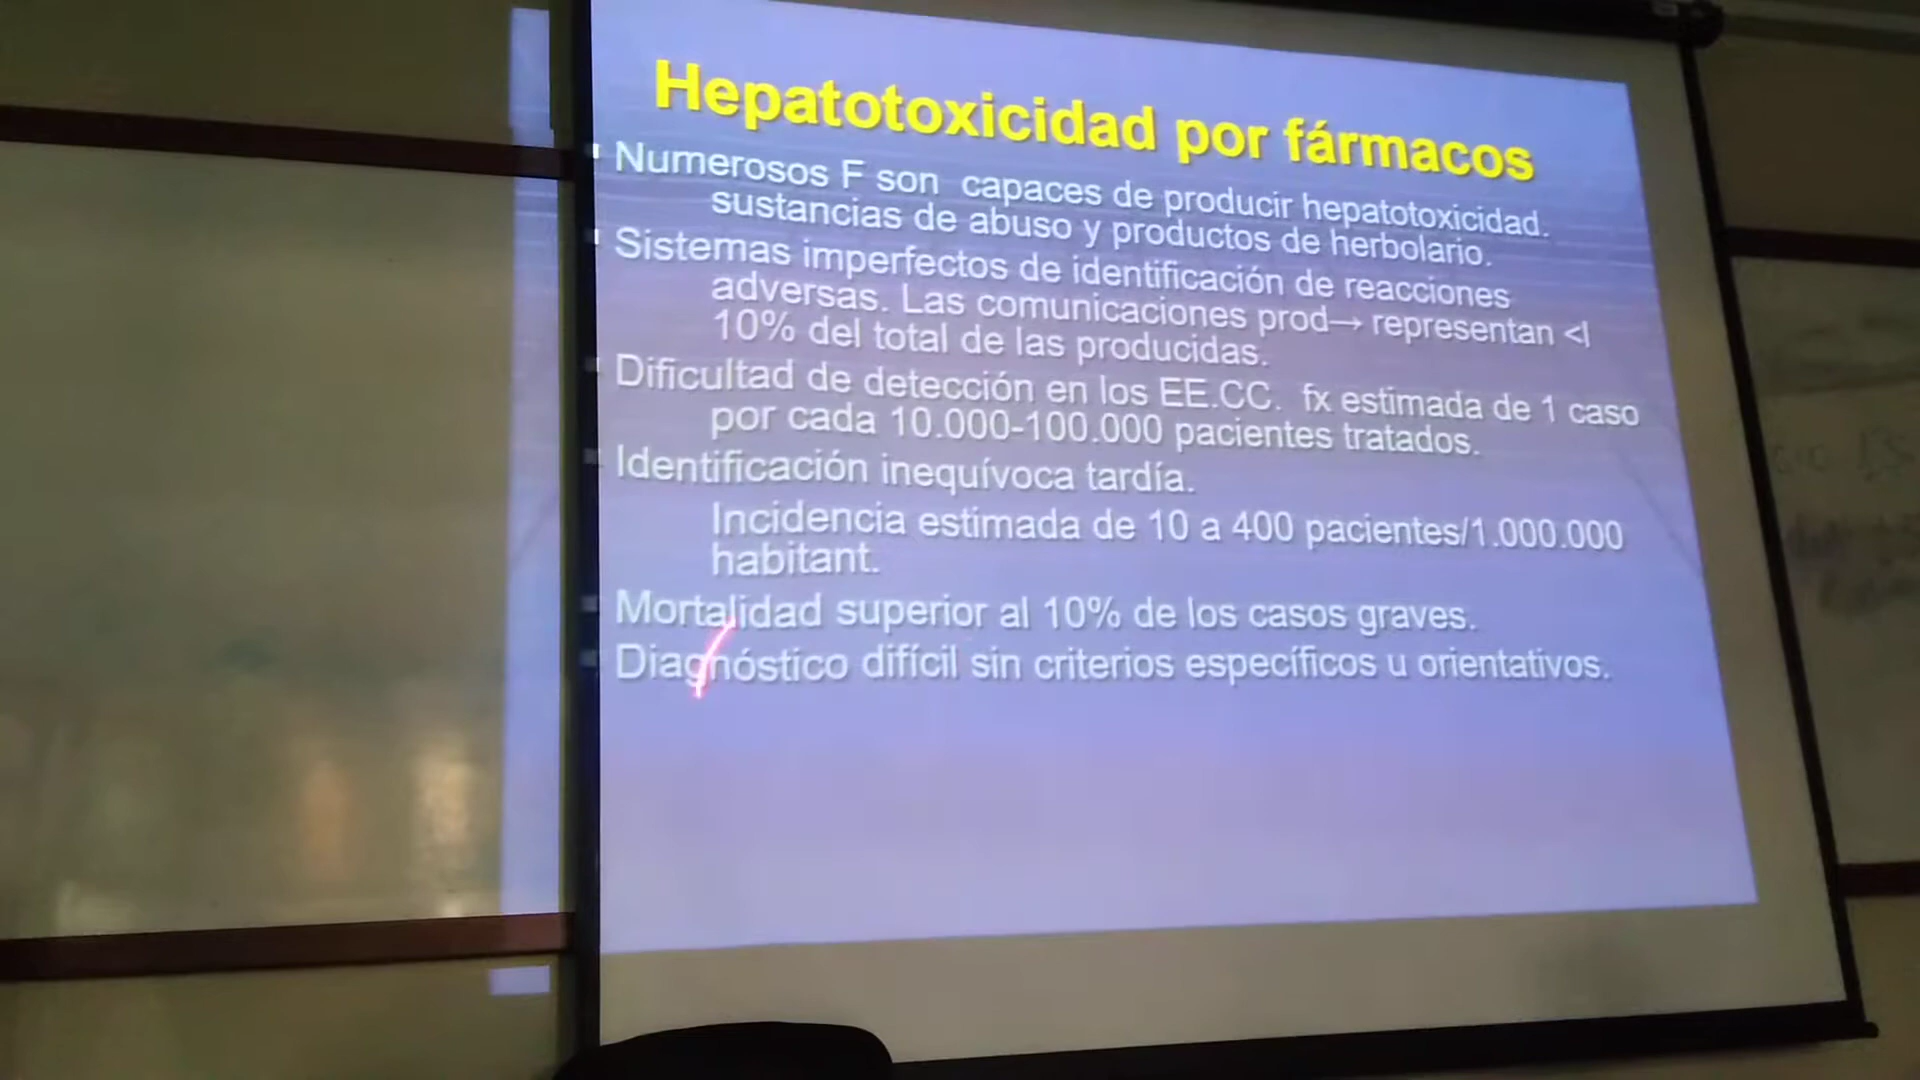 Hepatotoxicidad por fármacos
Numerosos F son capaces de producir hepatotoxicidad.
sustancias de abuso y productos de herbolario.
Sistemas imperfectos de identificación de reacciones
adversas. Las comunicaciones prod→ representan <l
10% del total de las producidas.
Dificultad de detección en los EE.CC. fx estimada de 1 caso
por cada 10.000-100.000 pacientes tratados.
Identificación inequívoca tardía.
Incidencia estimada de 10 a 400 pacientes/1.000.000
habitant.
Mortalidad superior al 10% de los casos graves.
Diagnóstico difícil sin criterios específicos u orientativos.